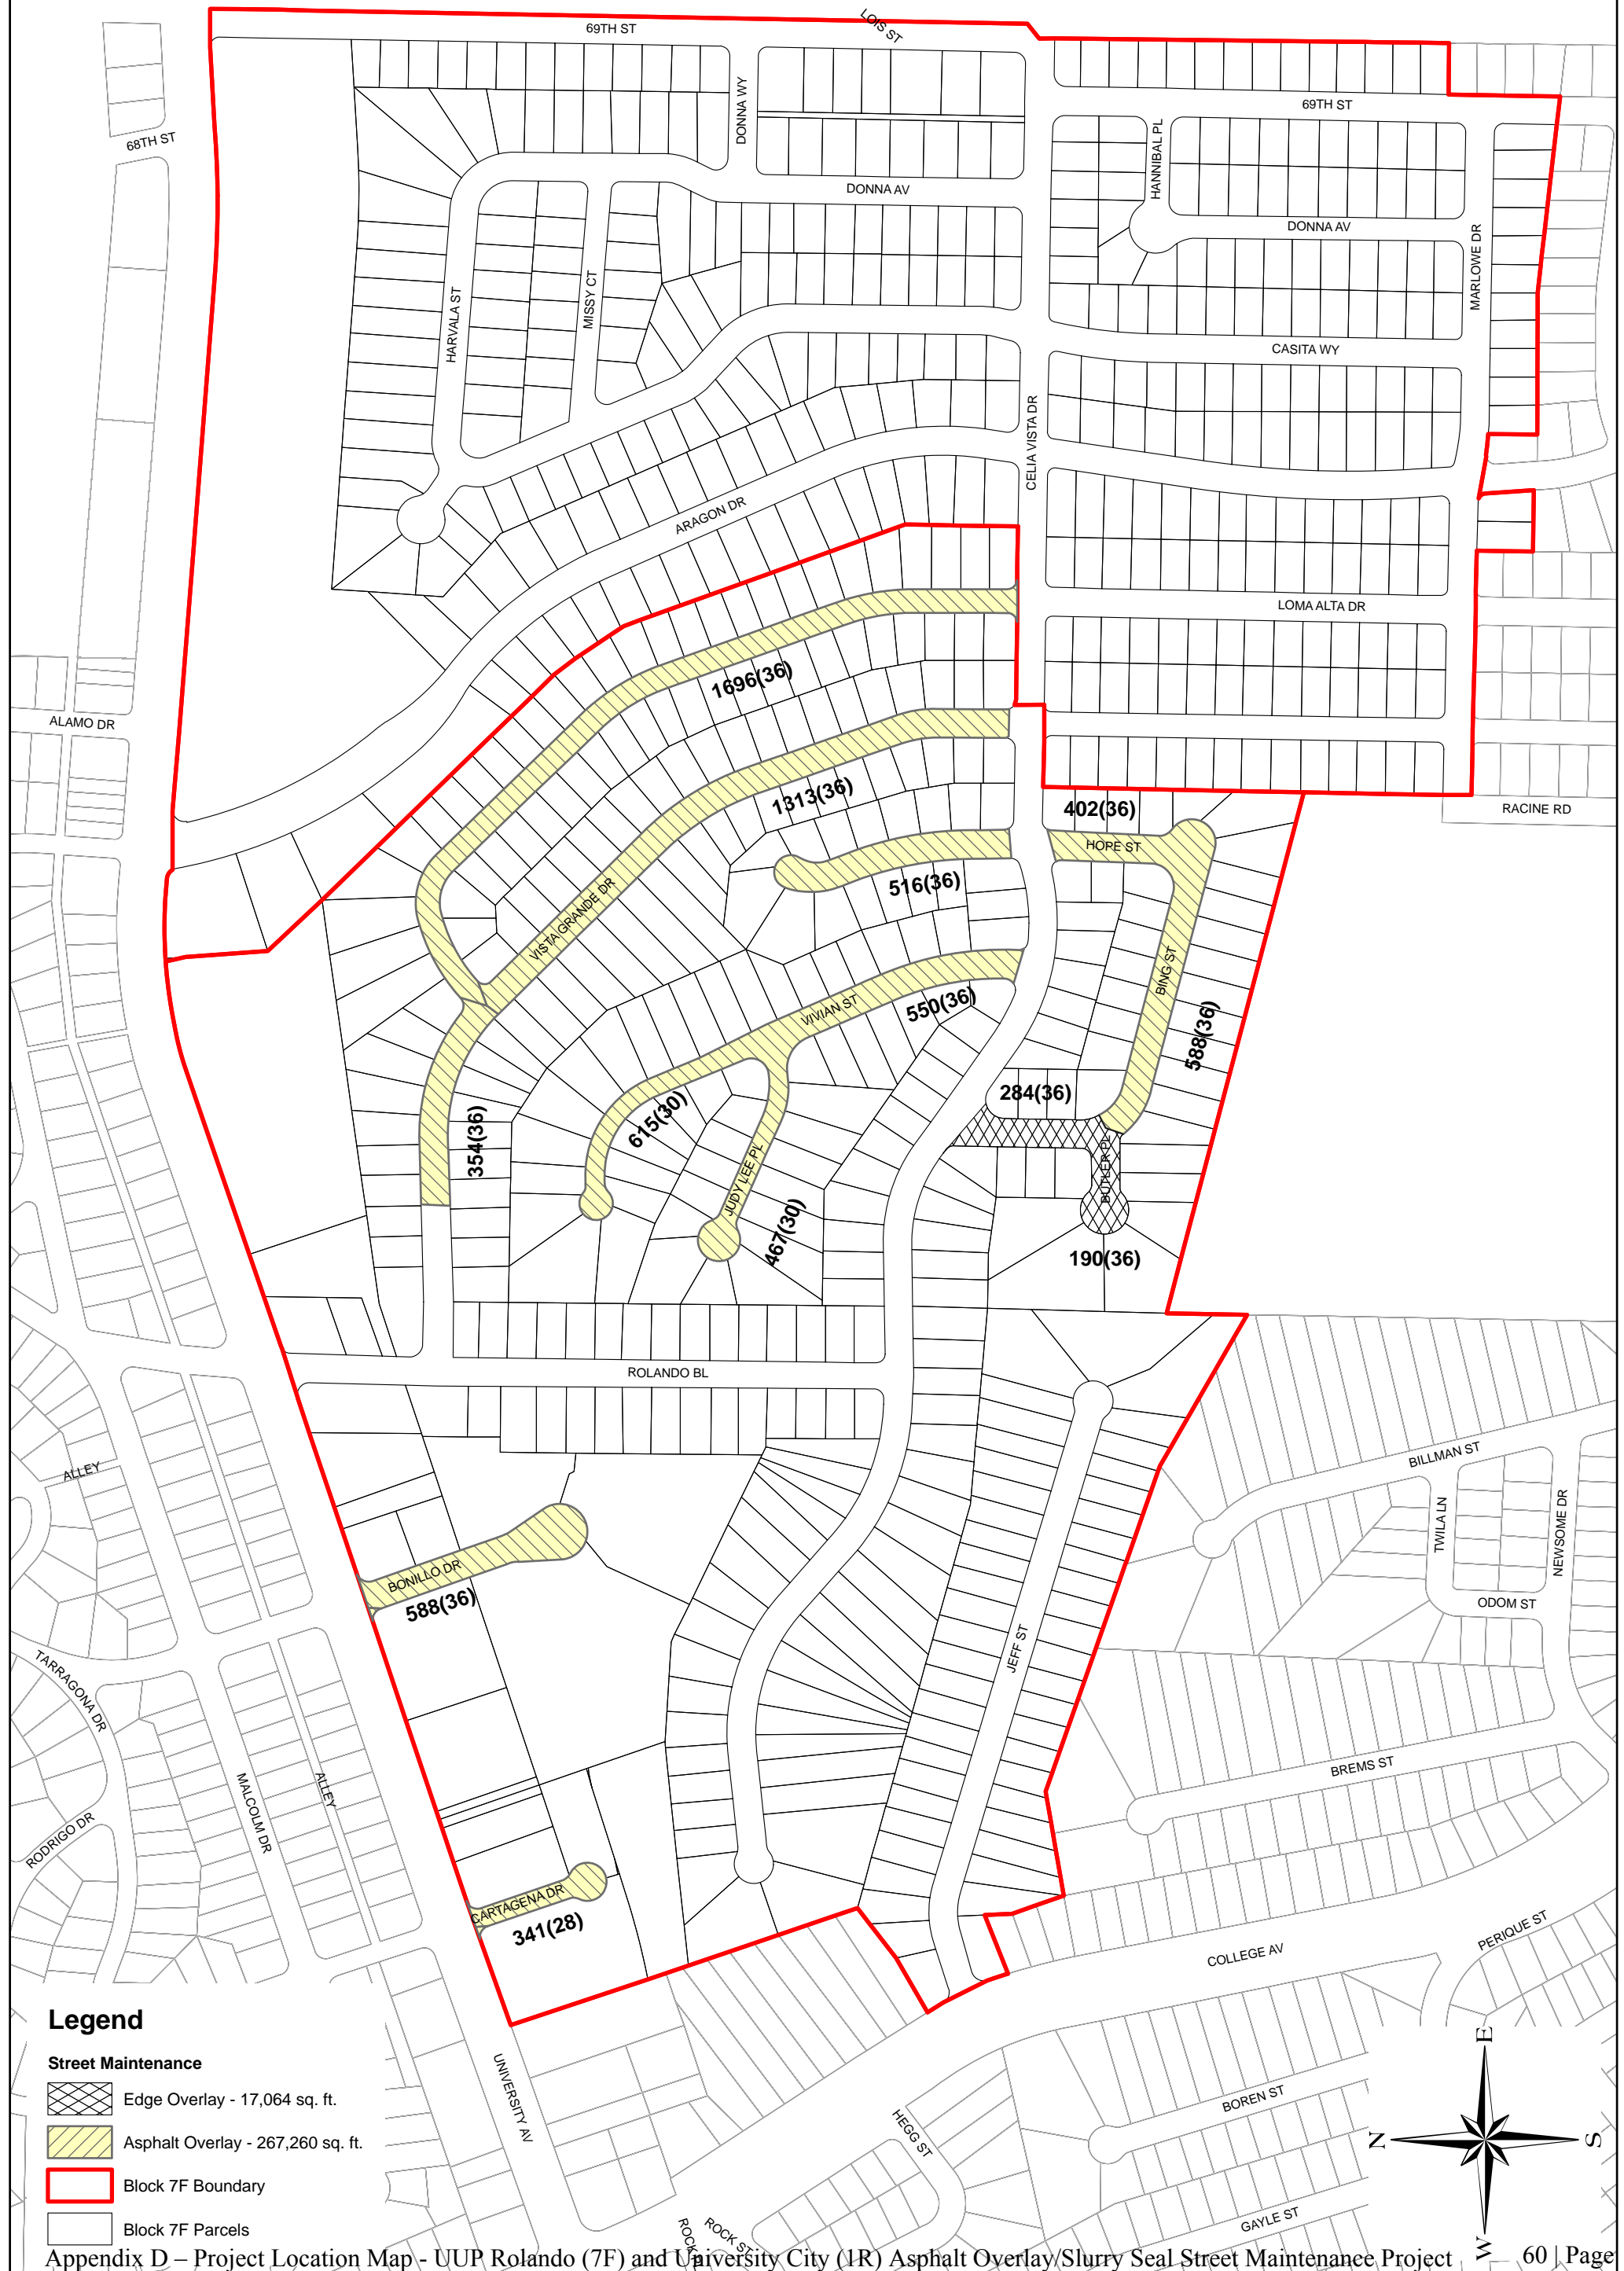 69TH ST
LOIS ST
68TH ST
DONNA WY
69TH ST
HANNIBAL PL
DONNA AV
DONNA AV
MARLOWE DR
HARVALA ST
MISSY CT
CASITA WY
CELIA VISTA DR
ARAGON DR
LOMA ALTA DR
1696(36)
ALAMO DR
1313(36)
402(36)
RACINE RD
HOPE ST
516(36)
VISTA GRANDE DR
BING ST
VIVIAN ST
550(36)
588(36)
284(36)
615(30)
354(36)
BUTLER PL
JUDY LEE PL
467(30)
190(36)
ROLANDO BL
BILLMAN ST
ALLEY
TWILA LN
NEWSOME DR
BONILLO DR
588(36)
ODOM ST
JEFF ST
TARRAGONA DR
BREMS ST
MALCOLM DR
ALLEY
RODRIGO DR
CARTAGENA DR
341(28)
PERIQUE ST
COLLEGE AV
Legend
Street Maintenance
Edge Overlay - 17,064 sq. ft.
Asphalt Overlay - 267,260 sq. ft.
Block 7F Boundary
Block 7F Parcels
UNIVERSITY AV
BOREN ST
HEGG ST
GAYLE ST
ROCK ST
ROCK
E
N
S
W
Appendix D – Project Location Map - UUP Rolando (7F) and University City (1R) Asphalt Overlay/Slurry Seal Street Maintenance Project
60 | Page